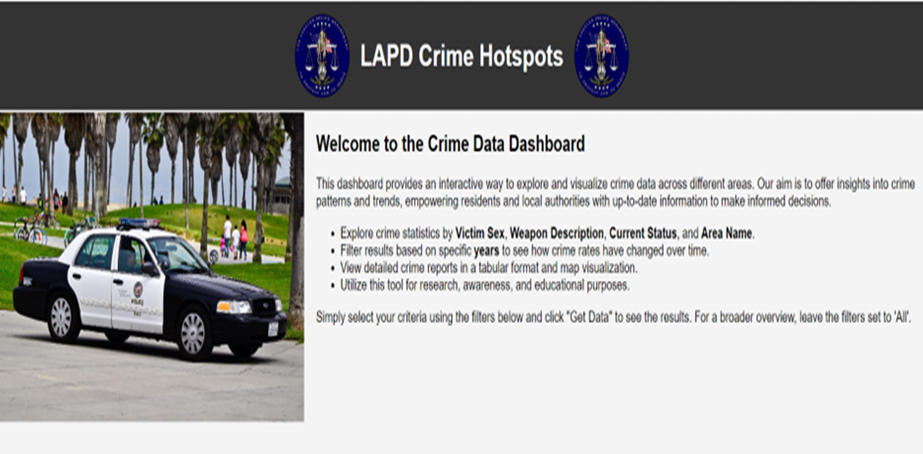 LAPD Crime Hotspots
Welcome to the Crime Data Dashboard
This dashboard provides an interactive way to explore and visualize crime data across different areas. Our aim is to offer insights into crime
patterns and trends, empowering residents and local authorities with up-to-date information to make informed decisions.
• Explore crime statistics by Victim Sex, Weapon Description, Current Status, and Area Name.
• Filter results based on specific years to see how crime rates have changed over time.
• View detailed crime reports in a tabular format and map visualization.
• Utilize this tool for research, awareness, and educational purposes.
Simply select your criteria using the filters below and click "Get Data" to see the results. For a broader overview, leave the filters set to 'All'.
POLICE